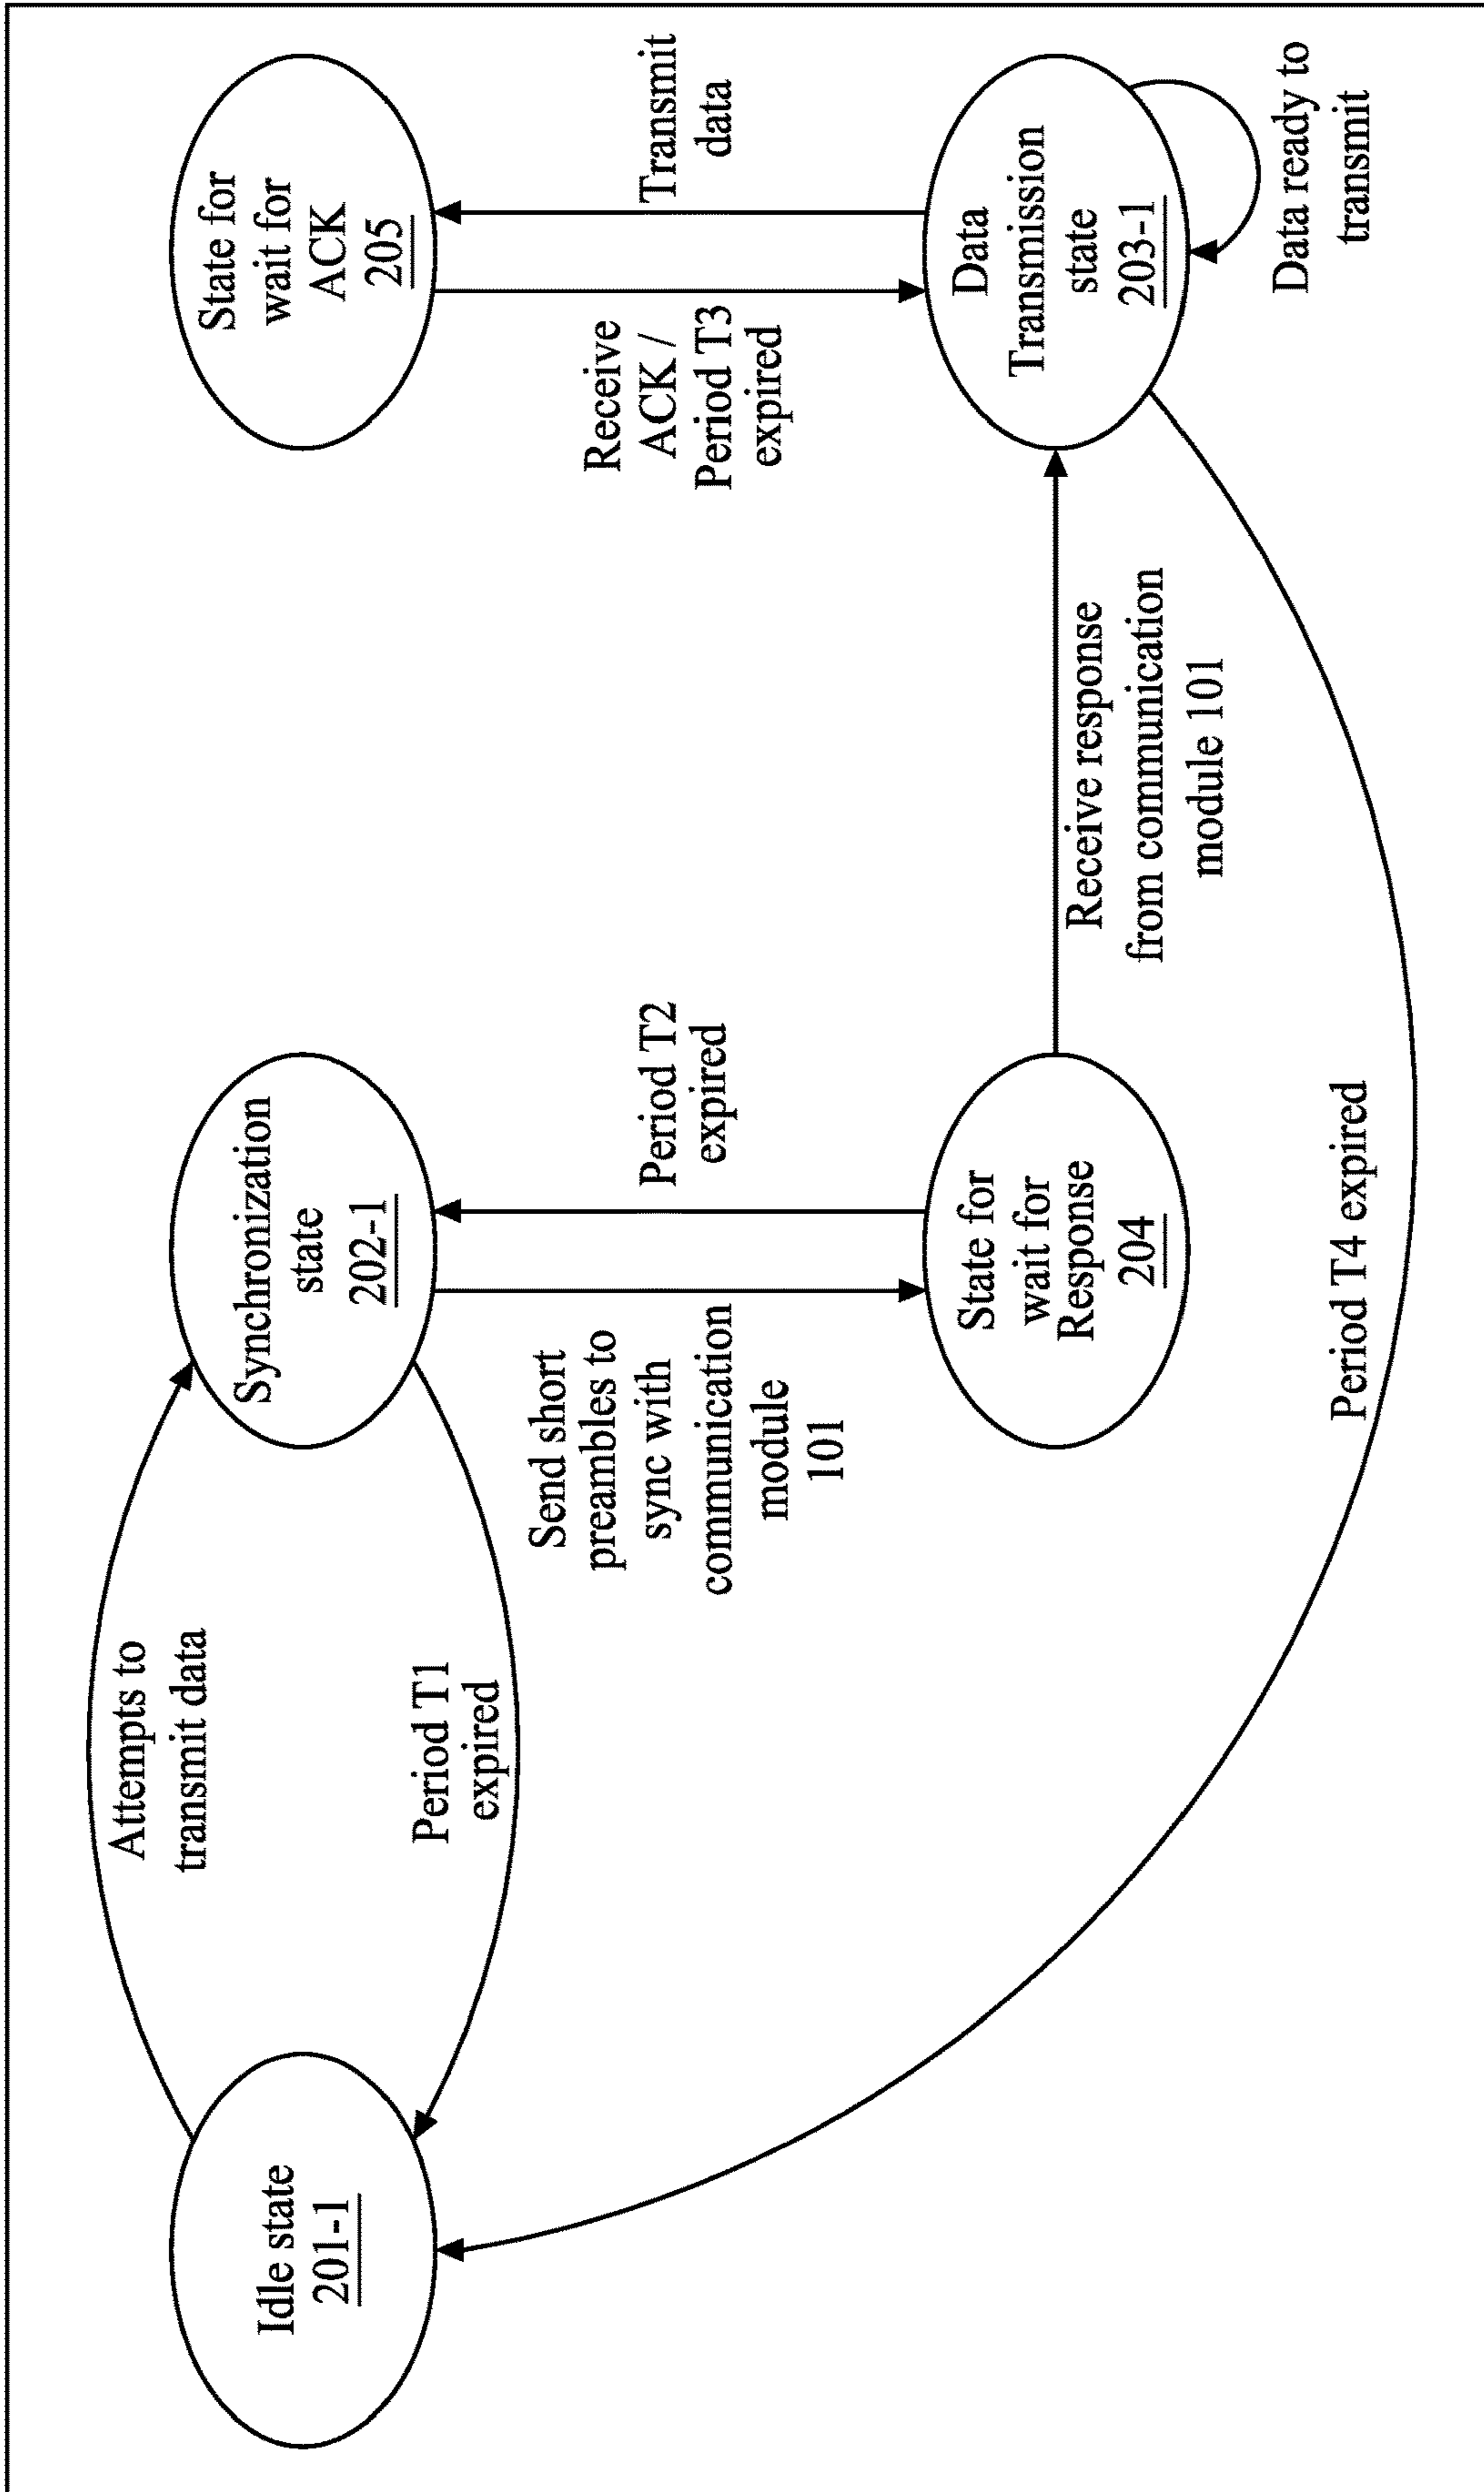 Attempts to
transmit data
Idle state
201-1
Period T1
expired
Synchronization
state
202-1
State for
wait for
ACK
205
Send short
preambles to
sync with
communication
module
101
Period T2
expired
Receive
ACK /
Period T3
expired
Transmit
data
State for
wait for
Response
204
Receive response
from communication
module 101
Data
Transmission
state
203-1
Data ready to
transmit
Period T4 expired